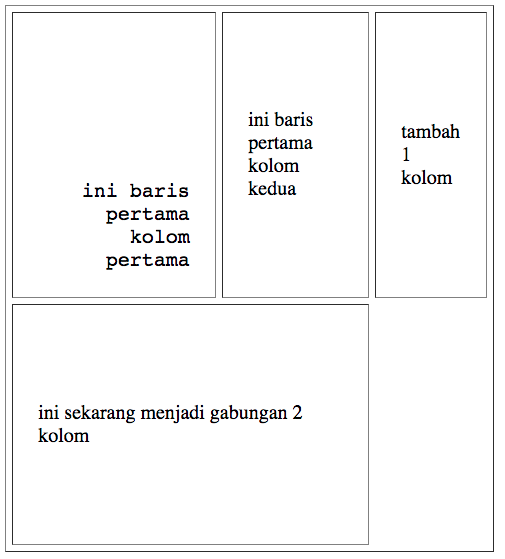 ini baris
pertama
kolom
pertama
ini baris
pertama
kolom
kedua
tambah
1
kolom
ini sekarang menjadi gabungan 2
kolom